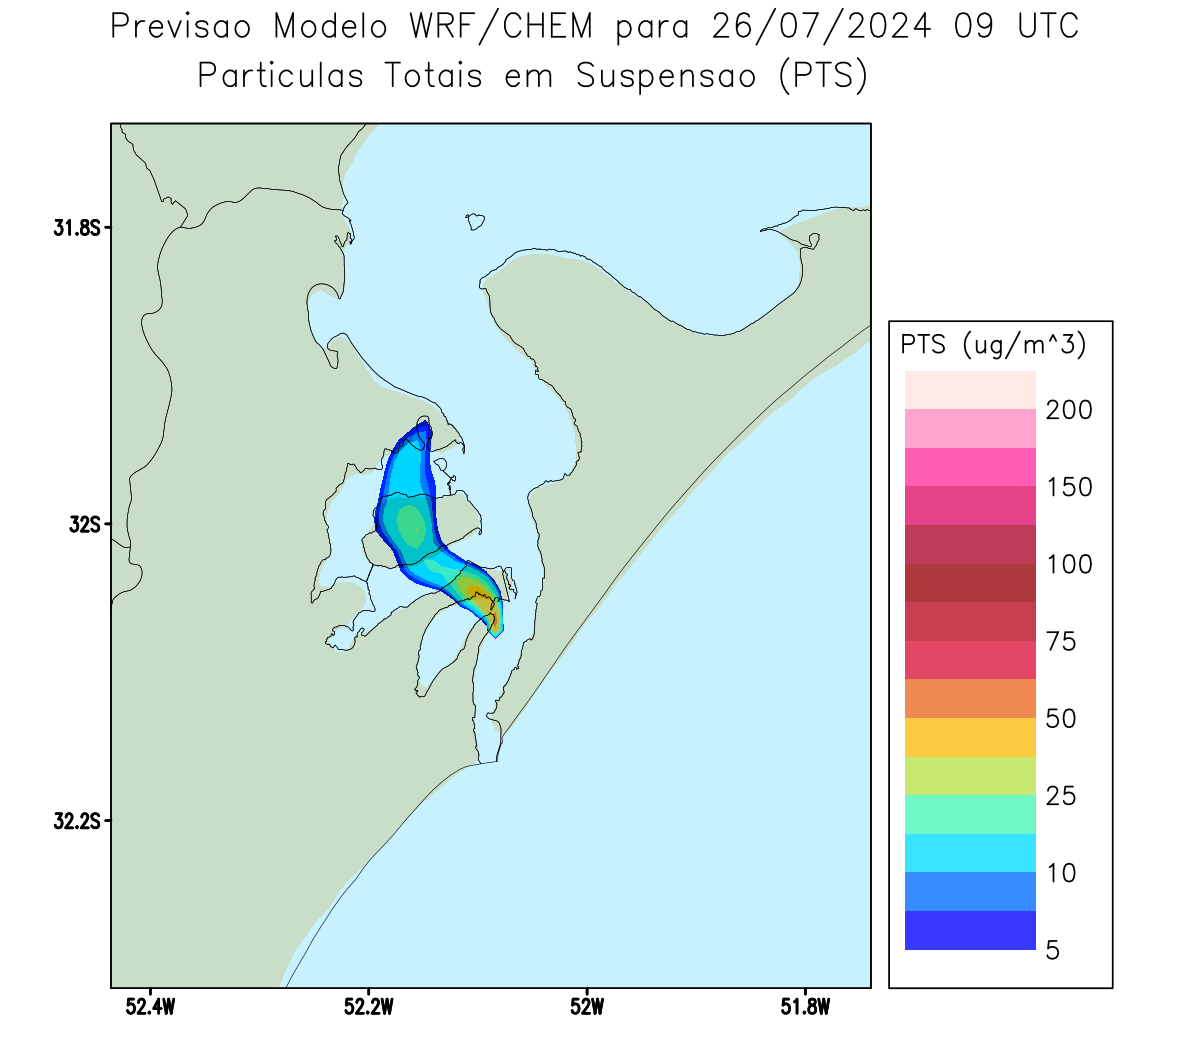 Previsao Modelo WRF/CHEM para 26/07/2024 09 UTC
Particulas Totais em Suspensao (PTS)
31.8S
32S
32.2S
52.4W 52.2W 52W 51.8W
PTS (ug/m^3)
200
150
100
75
50
25
10
5